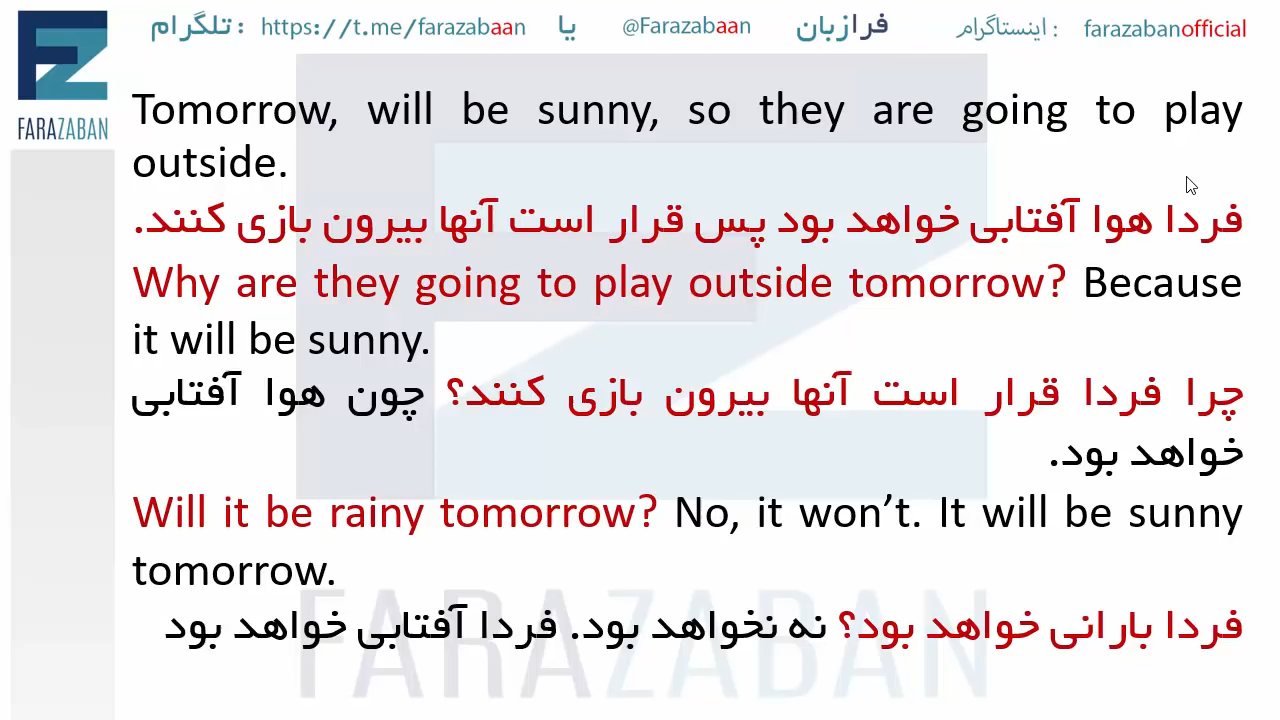 تلگرام : https://t.me/farazabaan یا @Farazabaan فرازبان اینستاگرام : farazabanofficial
FARAZABAN
Tomorrow, will be sunny, so they are going to play
outside.
فردا هوا آفتابی خواهد بود پس قرار است آنها بیرون بازی کنند.
Why are they going to play outside tomorrow? Because
it will be sunny.
چرا فردا قرار است آنها بیرون بازی کنند؟ چون هوا آفتابی
خواهد بود.
Will it be rainy tomorrow? No, it won’t. It will be sunny
tomorrow.
فردا بارانی خواهد بود؟ نه نخواهد بود. فردا آفتابی خواهد بود
FARAZABAN